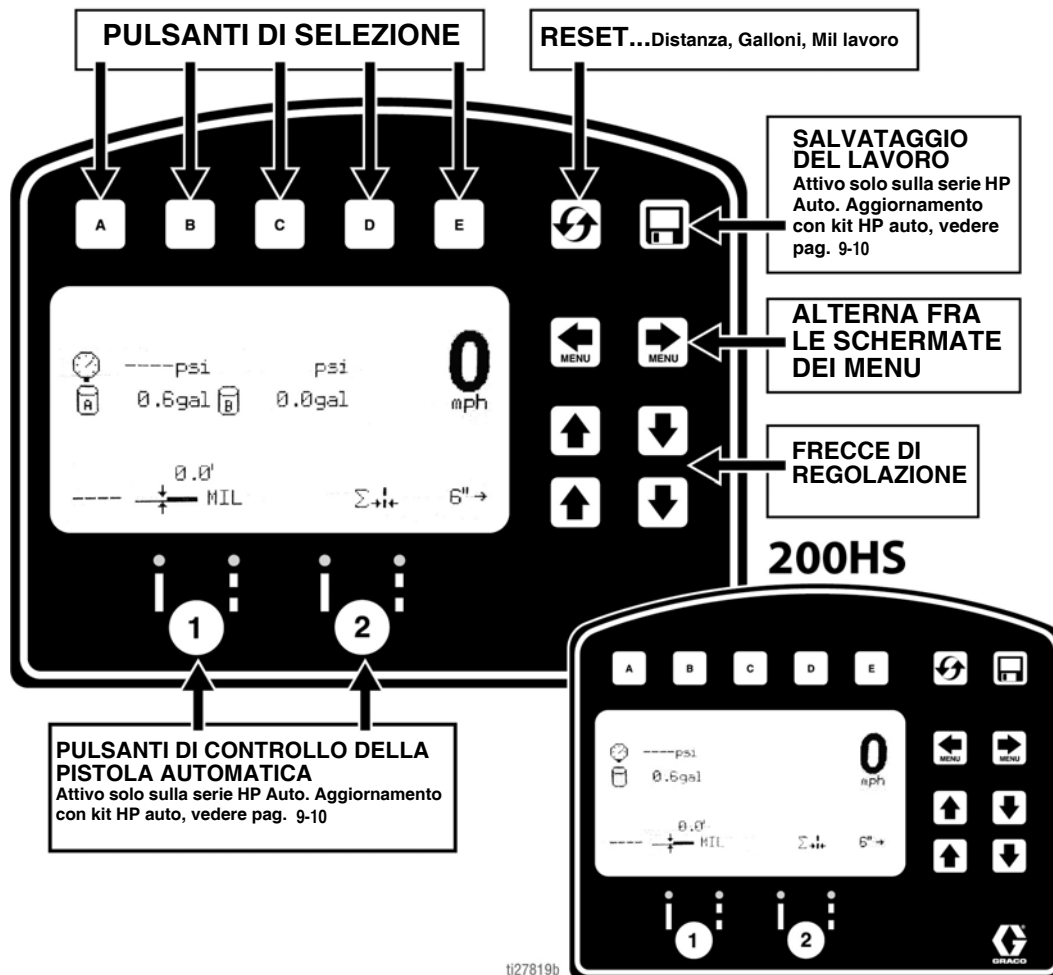 PULSANTI DI SELEZIONE
RESET...Distanza, Galloni, Mil lavoro
SALVATAGGIO
DEL LAVORO
Attivo solo sulla serie HP
Auto. Aggiornamento
con kit HP auto, vedere
pag. 9-10
A B C D E
ALTERNA FRA
LE SCHERMATE
DEI MENU
MENU MENU
----psi psi
0
A 0.6gal B 0.0gal
mph
FRECCE DI
REGOLAZIONE
0.0'
---- MIL Σ 6"→
1 2
200HS
PULSANTI DI CONTROLLO DELLA
PISTOLA AUTOMATICA
Attivo solo sulla serie HP Auto. Aggiornamento
con kit HP auto, vedere pag. 9-10
A B C D E
----psi
0
0.6gal
mph
MENU MENU
0.0'
---- MIL Σ 6"→
1 2
GRACO
ti27819b